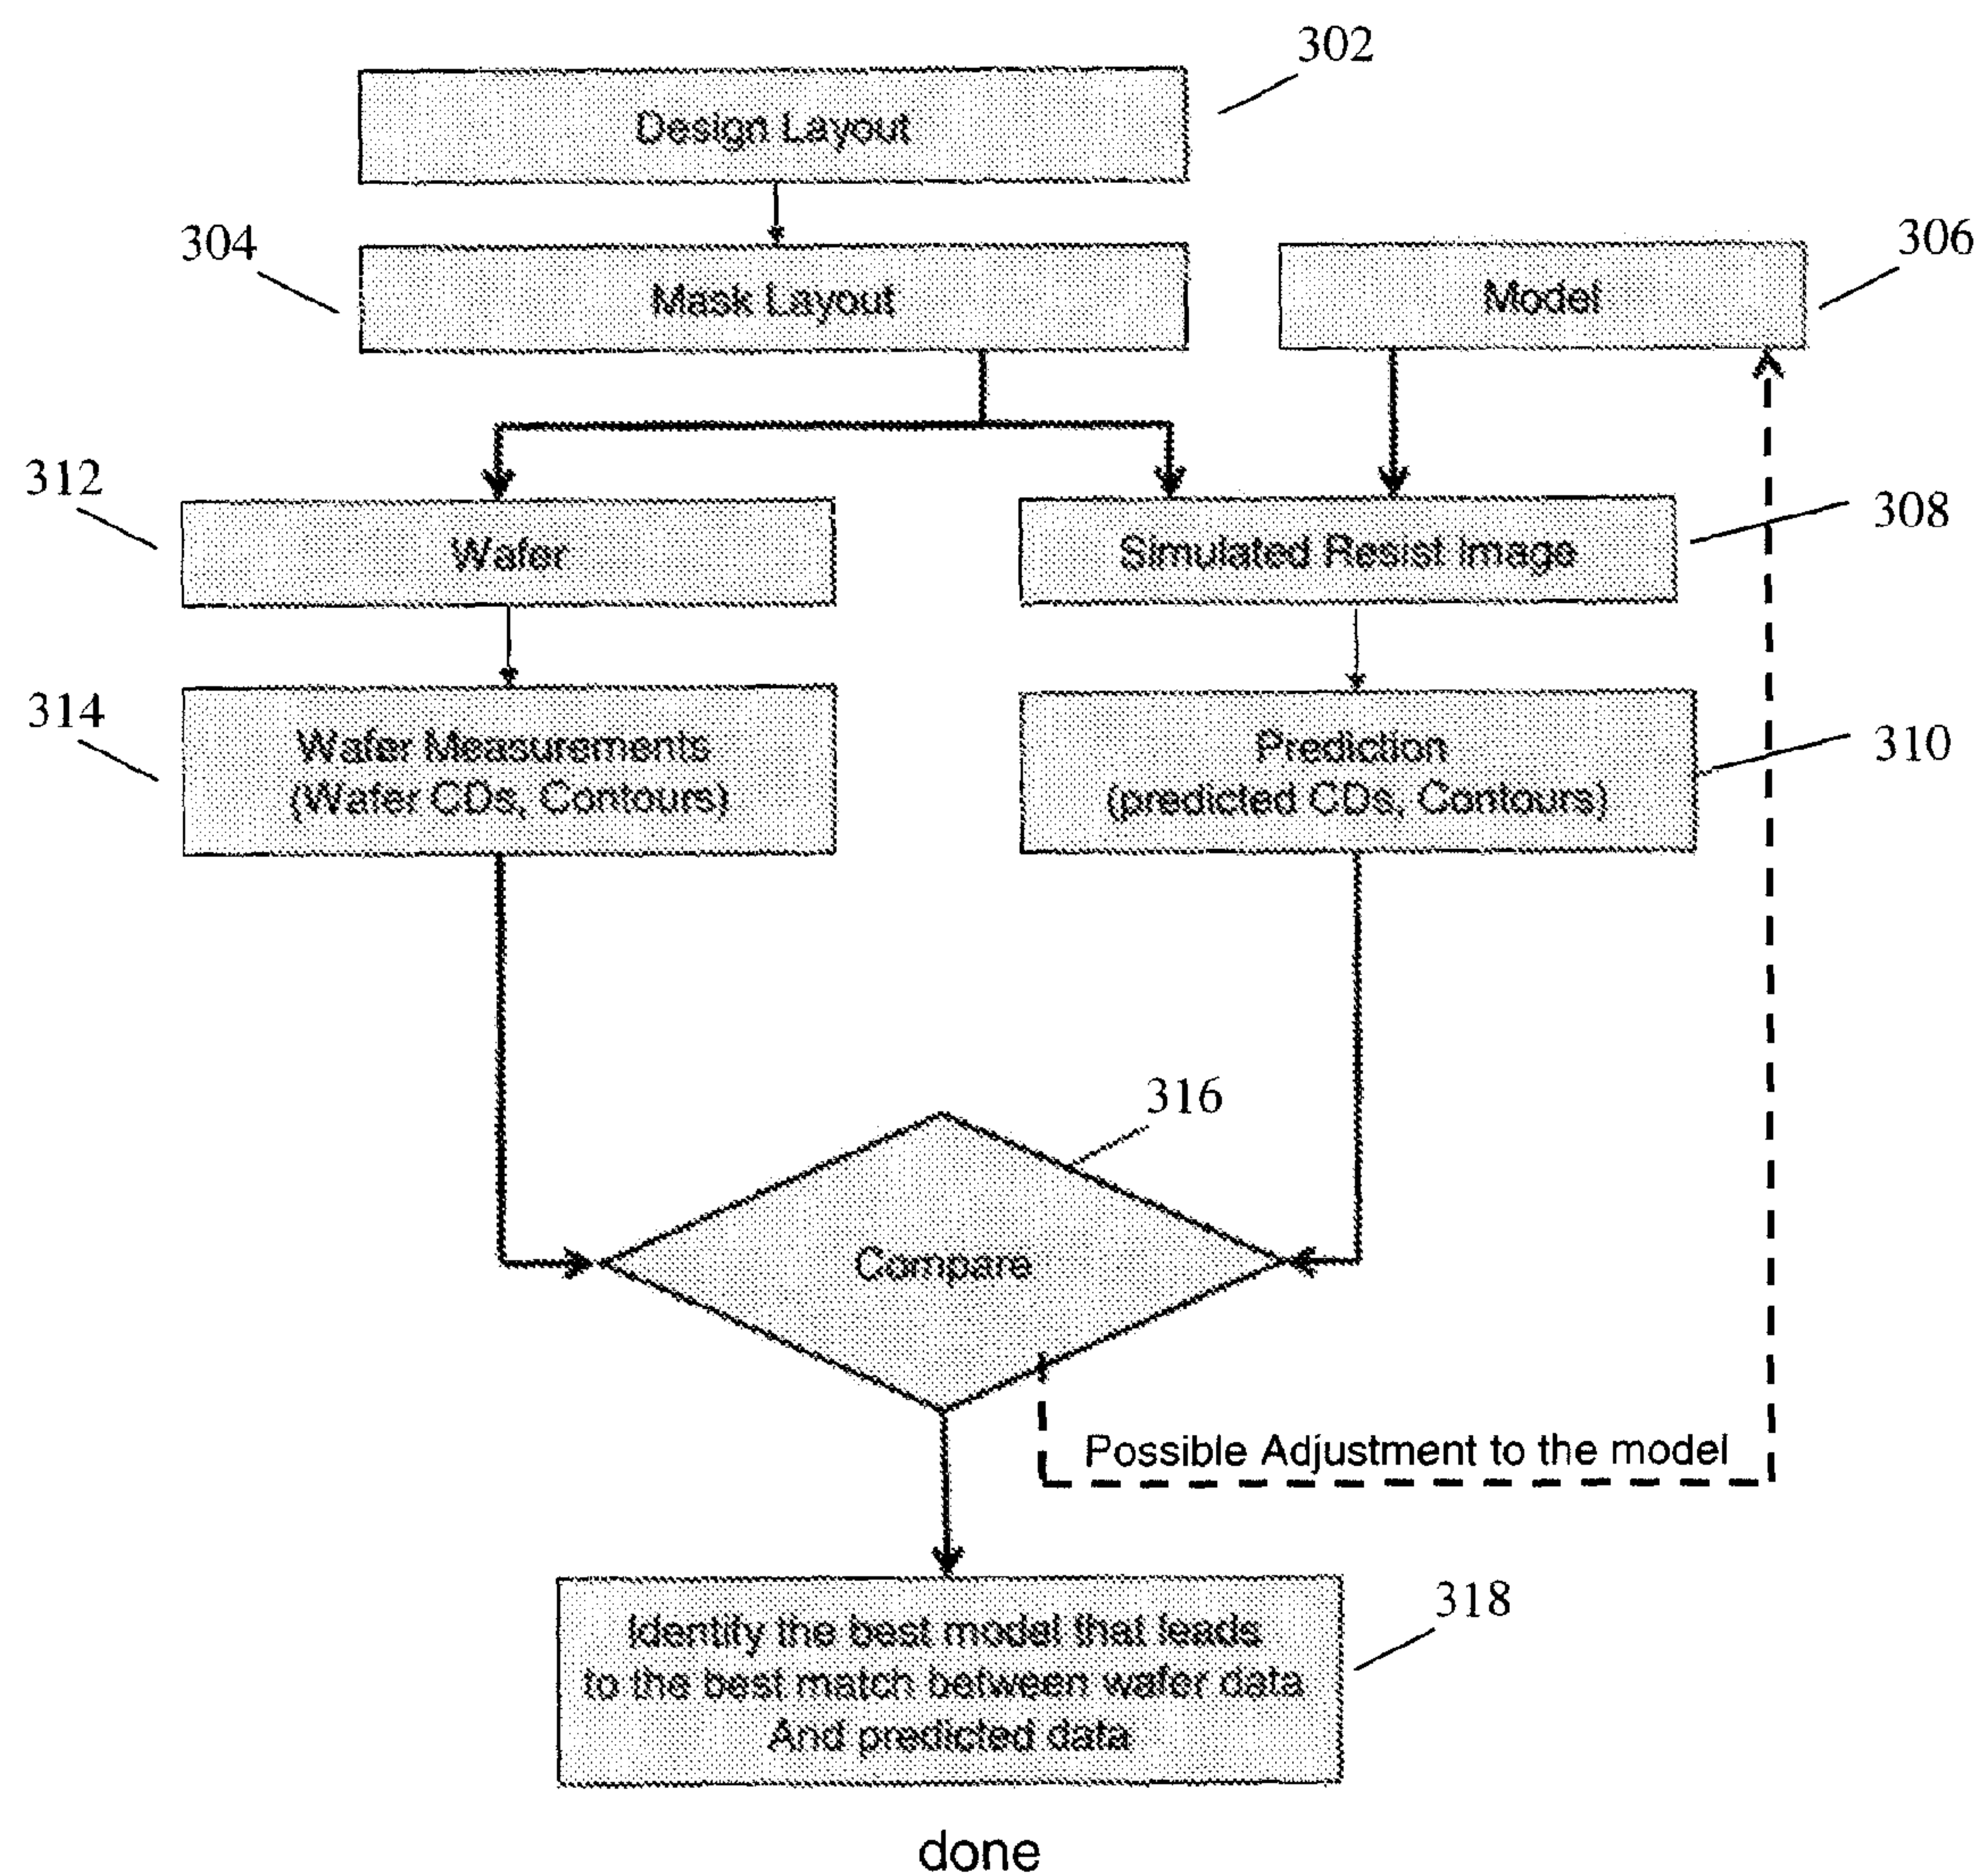 302
Design Layout
304
Mask Layout
306
Model
312
Wafer
308
Simulated Resist Image
314
Wafer Measurements
(Wafer CDs, Contours)
310
Prediction
(predicted CDs, Contours)
316
Compare
Possible Adjustment to the model
318
Identify the best model that leads
to the best match between wafer data
And predicted data
done